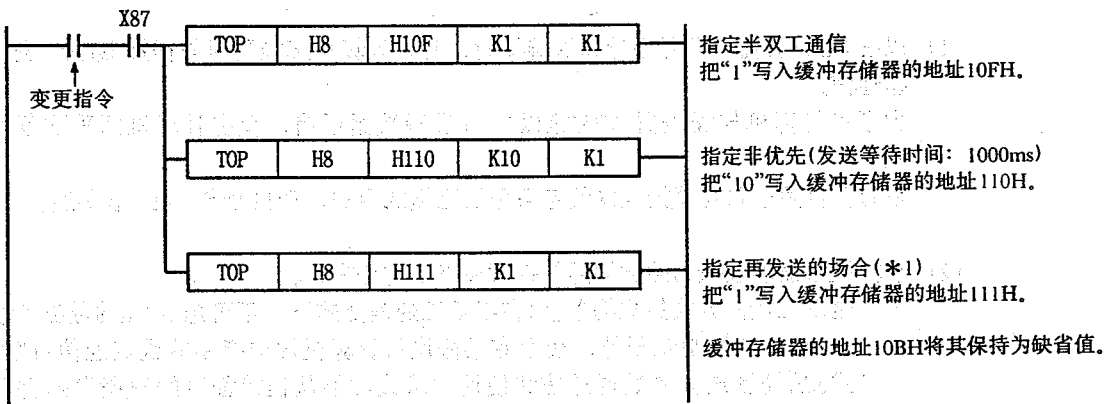 X87
TOP H8 H10F K1 K1
指定半双工通信
把“1”写入缓冲存储器的地址10FH。
变更指令
TOP H8 H110 K10 K1
指定非优先(发送等待时间: 1000ms)
把“10”写入缓冲存储器的地址110H。
TOP H8 H111 K1 K1
指定再发送的场合(*1)
把“1”写入缓冲存储器的地址111H。
缓冲存储器的地址10BH将其保持为缺省值。